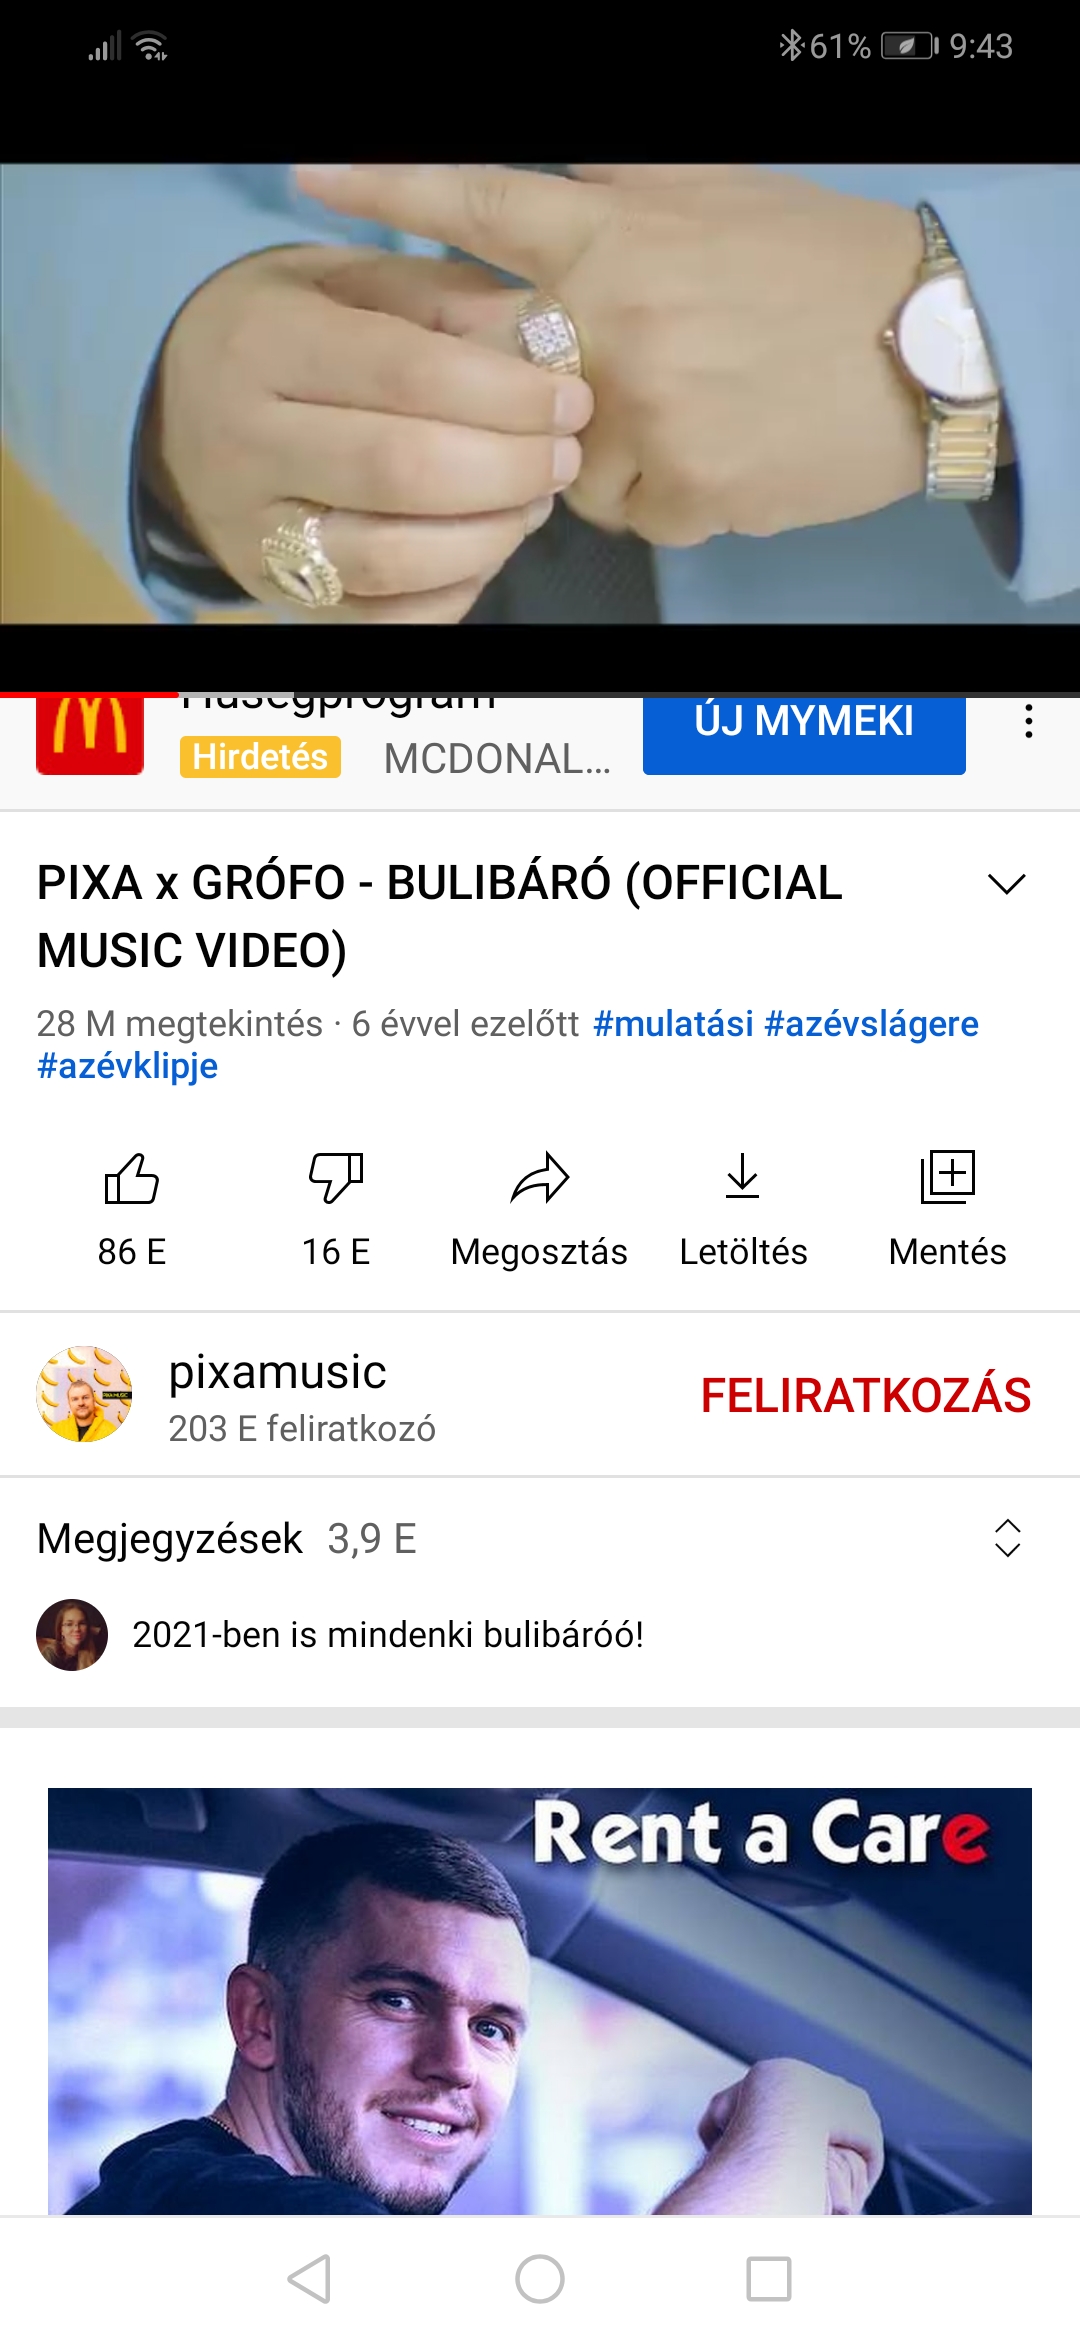 61% 9:43
Hűségprogram
ÚJ MYMEKI
Hirdetés MCDONAL...
PIXA x GRÓFO - BULIBÁRÓ (OFFICIAL
MUSIC VIDEO)
28 M megtekintés · 6 évvel ezelőtt #mulatási #azévslágere
#azévklipje
86 E 16 E Megosztás Letöltés Mentés
pixamusic
203 E feliratkozó
FELIRATKOZÁS
Megjegyzések 3,9 E
2021-ben is mindenki bulibáróó!
Rent a Care